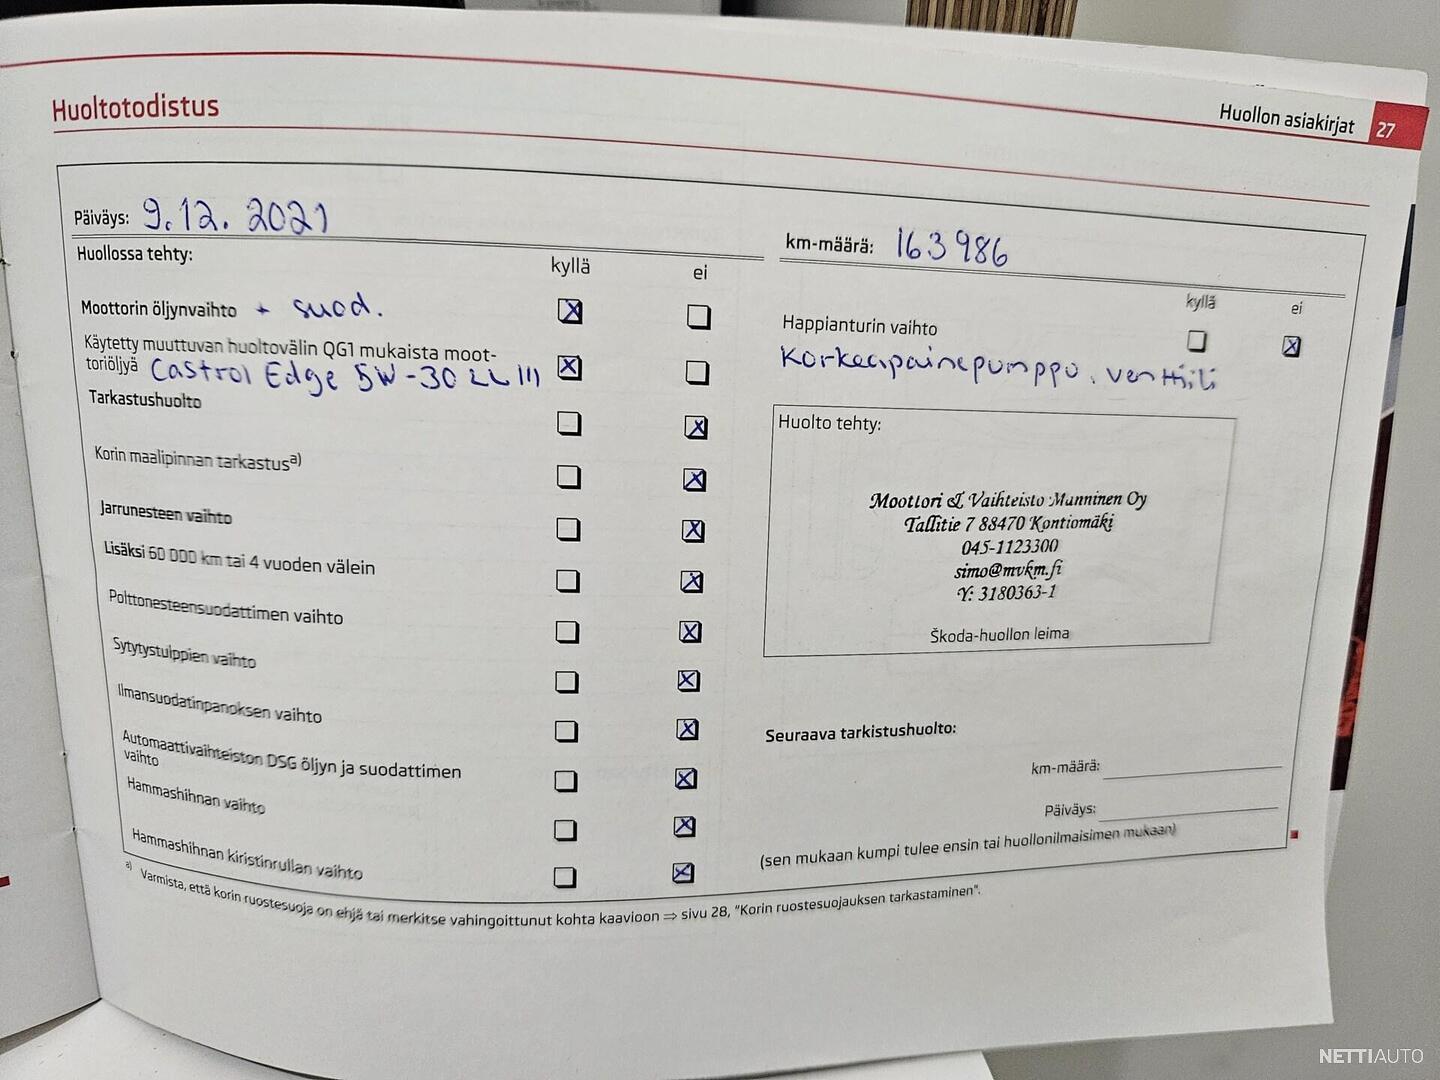 Huoltotodistus
Huollon asiakirjat 27
Päiväys: 9.12.2021
km-määrä: 163986
Huollossa tehty:
kyllä ei
kyllä ei
Moottorin öljynvaihto + suod.
Käytetty muuttuvan huoltovälin QG1 mukaista moot-
toriöljyä Castrol Edge 5W-30 LL III
Tarkastushuolto
Korin maalipinnan tarkastus a)
Jarrunesteen vaihto
Lisäksi 60 000 km tai 4 vuoden välein
Polttonesteensuodattimen vaihto
Sytytystulppien vaihto
Ilmansuodatinpanoksen vaihto
Automaattivaihteiston DSG öljyn ja suodattimen
vaihto
Hammashihnan vaihto
Hammashihnan kiristinrullan vaihto
Happianturin vaihto
Korkeapainepumppu, venttiili
Huolto tehty:
Moottori & Vaihteisto Manninen Oy
Tallitie 7 88470 Kontiomäki
045-1123300
simo@mvkm.fi
Y: 3180363-1
Škoda-huollon leima
Seuraava tarkistushuolto:
km-määrä:
Päiväys:
(sen mukaan kumpi tulee ensin tai huollonilmaisimen mukaan)
a) Varmista, että korin ruostesuoja on ehjä tai merkitse vahingoittunut kohta kaavioon ⇒ sivu 28, "Korin ruostesuojauksen tarkastaminen".
NETTIAUTO